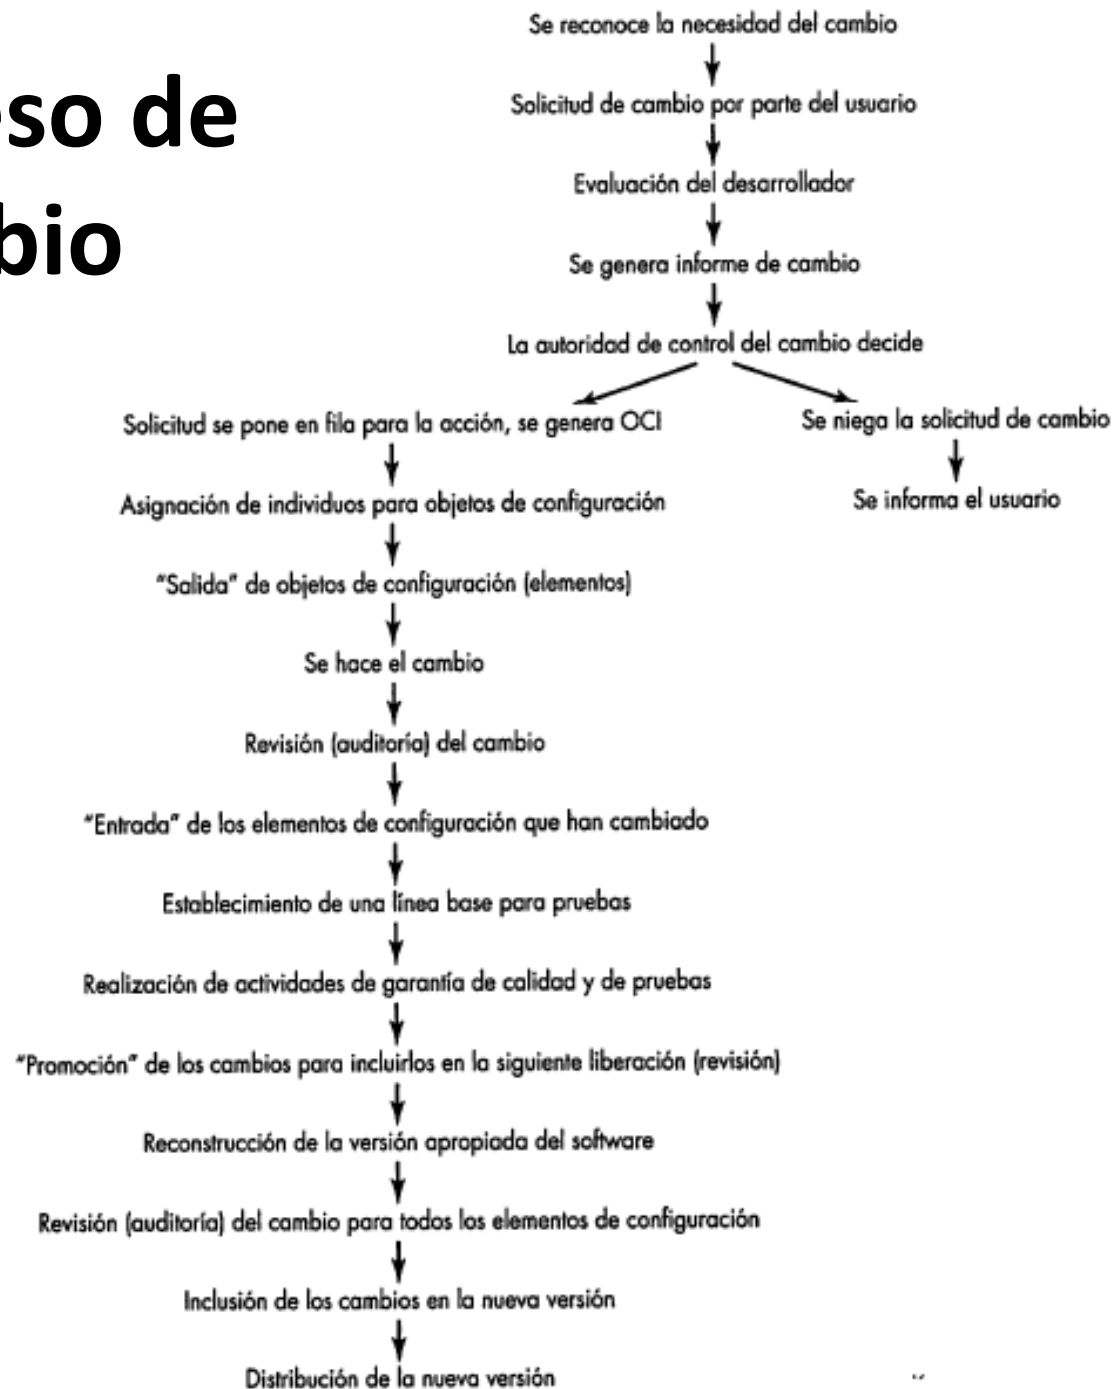 eso de
bio
Se reconoce la necesidad del cambio
Solicitud de cambio por parte del usuario
Evaluación del desarrollador
Se genera informe de cambio
La autoridad de control del cambio decide
Solicitud se pone en fila para la acción, se genera OCI
Se niega la solicitud de cambio
Asignación de individuos para objetos de configuración
Se informa el usuario
"Salida" de objetos de configuración (elementos)
Se hace el cambio
Revisión (auditoría) del cambio
"Entrada" de los elementos de configuración que han cambiado
Establecimiento de una línea base para pruebas
Realización de actividades de garantía de calidad y de pruebas
"Promoción" de los cambios para incluirlos en la siguiente liberación (revisión)
Reconstrucción de la versión apropiada del software
Revisión (auditoría) del cambio para todos los elementos de configuración
Inclusión de los cambios en la nueva versión
Distribución de la nueva versión